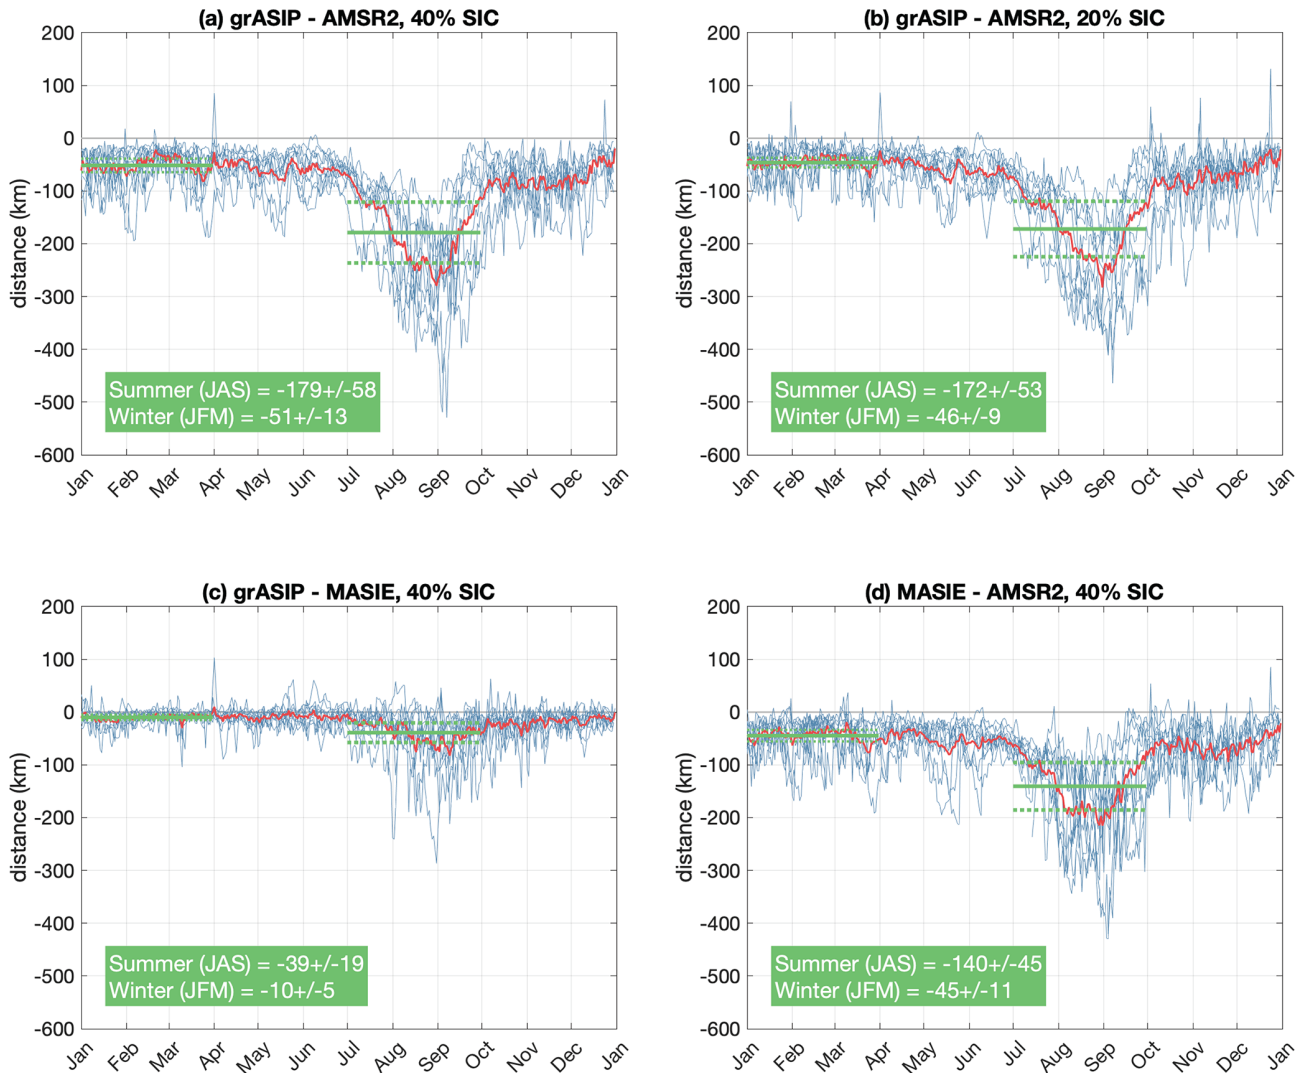 (a) grASIP - AMSR2, 40% SIC
200
100
0
-100
-200
-300
-400
-500
-600
distance (km)
Summer (JAS) = -179+/-58
Winter (JFM) = -51+/-13
Jan Feb Mar Apr May Jun Jul Aug Sep Oct Nov Dec Jan
(b) grASIP - AMSR2, 20% SIC
200
100
0
-100
-200
-300
-400
-500
-600
distance (km)
Summer (JAS) = -172+/-53
Winter (JFM) = -46+/-9
Jan Feb Mar Apr May Jun Jul Aug Sep Oct Nov Dec Jan
(c) grASIP - MASIE, 40% SIC
200
100
0
-100
-200
-300
-400
-500
-600
distance (km)
Summer (JAS) = -39+/-19
Winter (JFM) = -10+/-5
Jan Feb Mar Apr May Jun Jul Aug Sep Oct Nov Dec Jan
(d) MASIE - AMSR2, 40% SIC
200
100
0
-100
-200
-300
-400
-500
-600
distance (km)
Summer (JAS) = -140+/-45
Winter (JFM) = -45+/-11
Jan Feb Mar Apr May Jun Jul Aug Sep Oct Nov Dec Jan